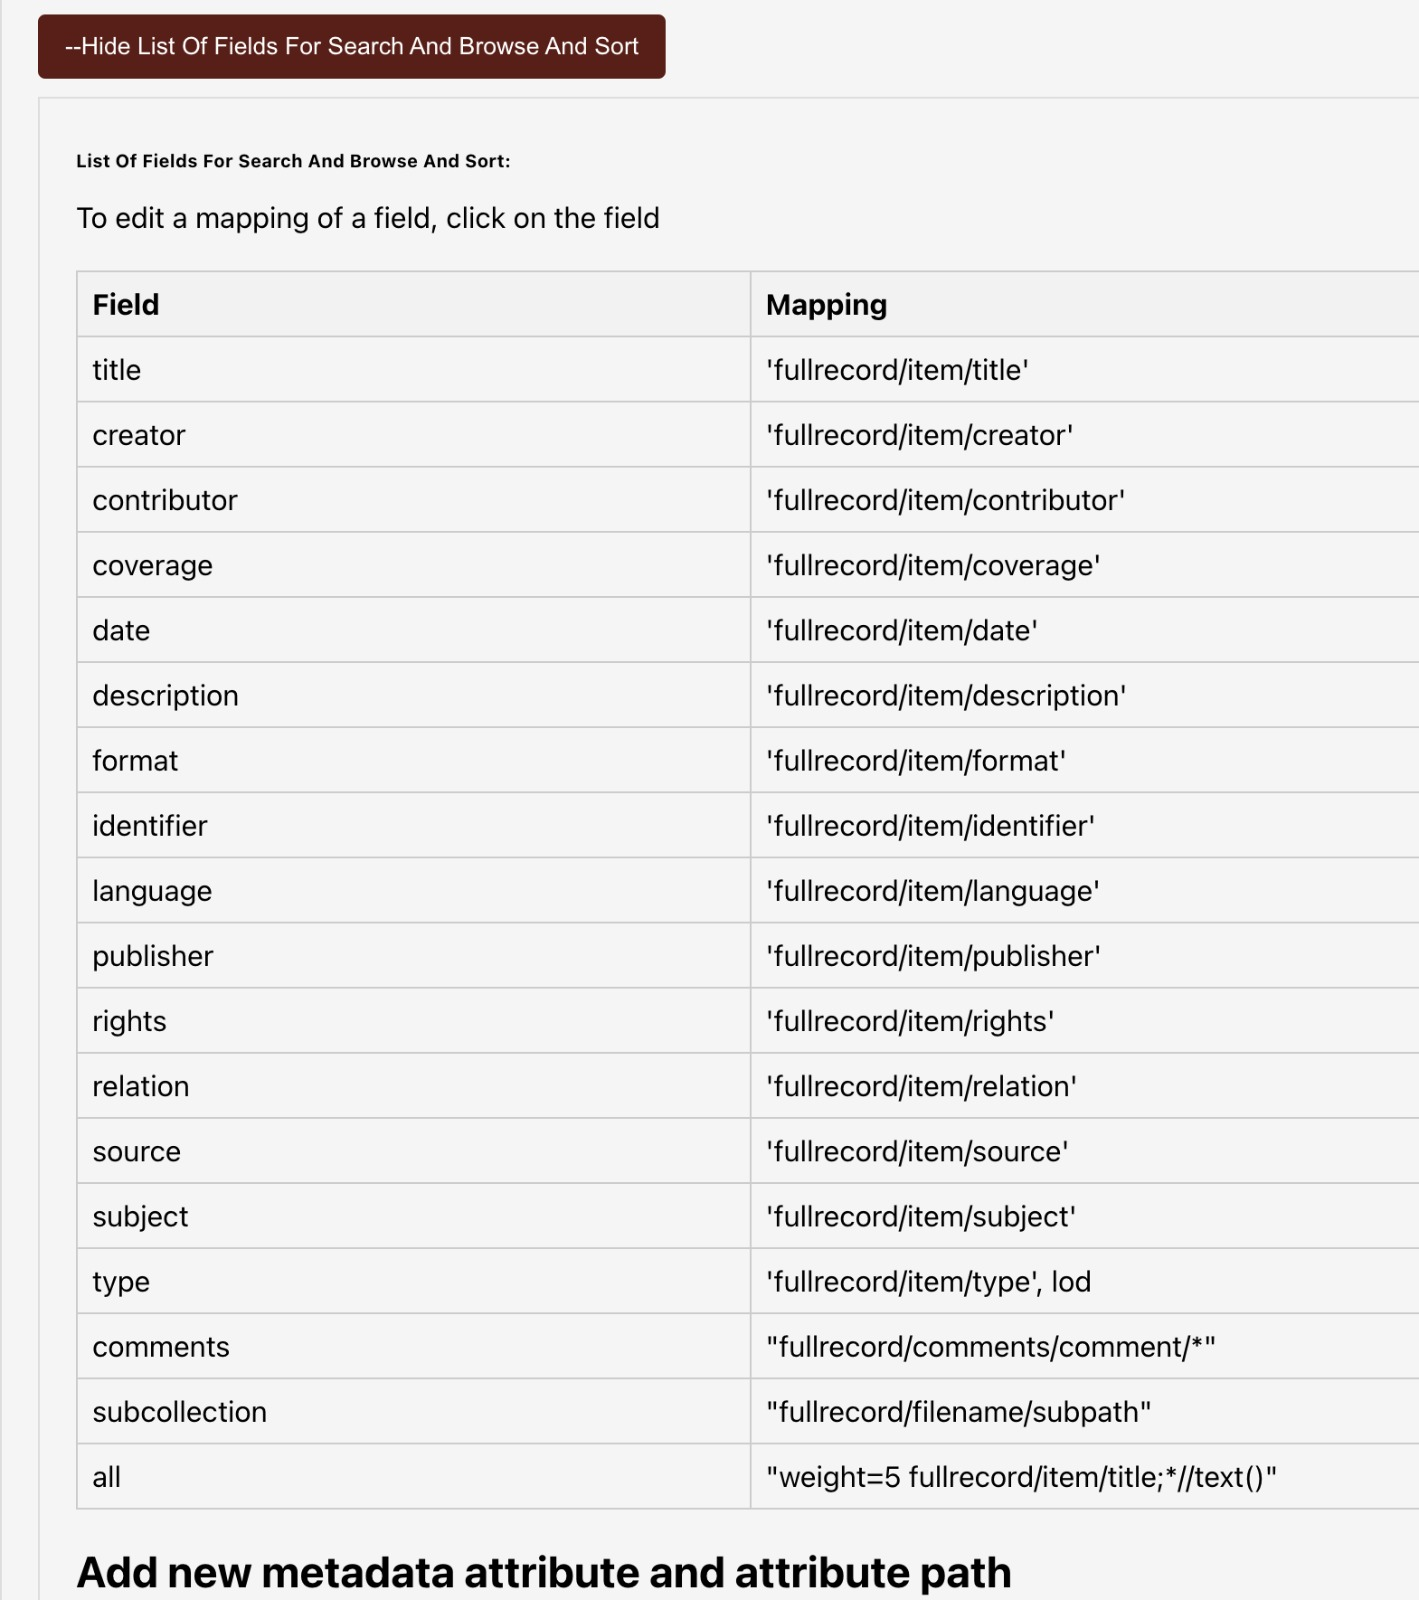 --Hide List Of Fields For Search And Browse And Sort
List Of Fields For Search And Browse And Sort:
To edit a mapping of a field, click on the field
Field Mapping
title 'fullrecord/item/title'
creator 'fullrecord/item/creator'
contributor 'fullrecord/item/contributor'
coverage 'fullrecord/item/coverage'
date 'fullrecord/item/date'
description 'fullrecord/item/description'
format 'fullrecord/item/format'
identifier 'fullrecord/item/identifier'
language 'fullrecord/item/language'
publisher 'fullrecord/item/publisher'
rights 'fullrecord/item/rights'
relation 'fullrecord/item/relation'
source 'fullrecord/item/source'
subject 'fullrecord/item/subject'
type 'fullrecord/item/type', lod
comments "fullrecord/comments/comment/*"
subcollection "fullrecord/filename/subpath"
all "weight=5 fullrecord/item/title;*//text()"
Add new metadata attribute and attribute path